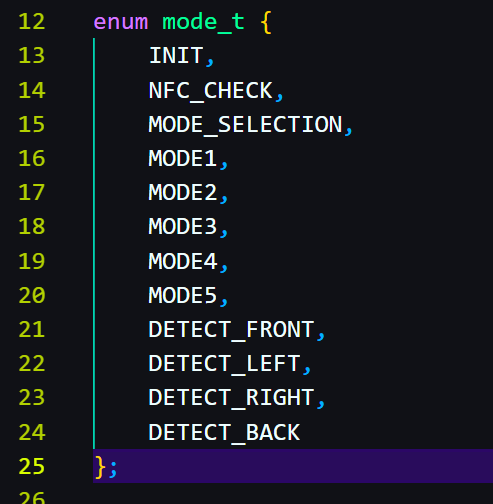 12 enum mode_t {
13 INIT,
14 NFC_CHECK,
15 MODE_SELECTION,
16 MODE1,
17 MODE2,
18 MODE3,
19 MODE4,
20 MODE5,
21 DETECT_FRONT,
22 DETECT_LEFT,
23 DETECT_RIGHT,
24 DETECT_BACK
25 };
26